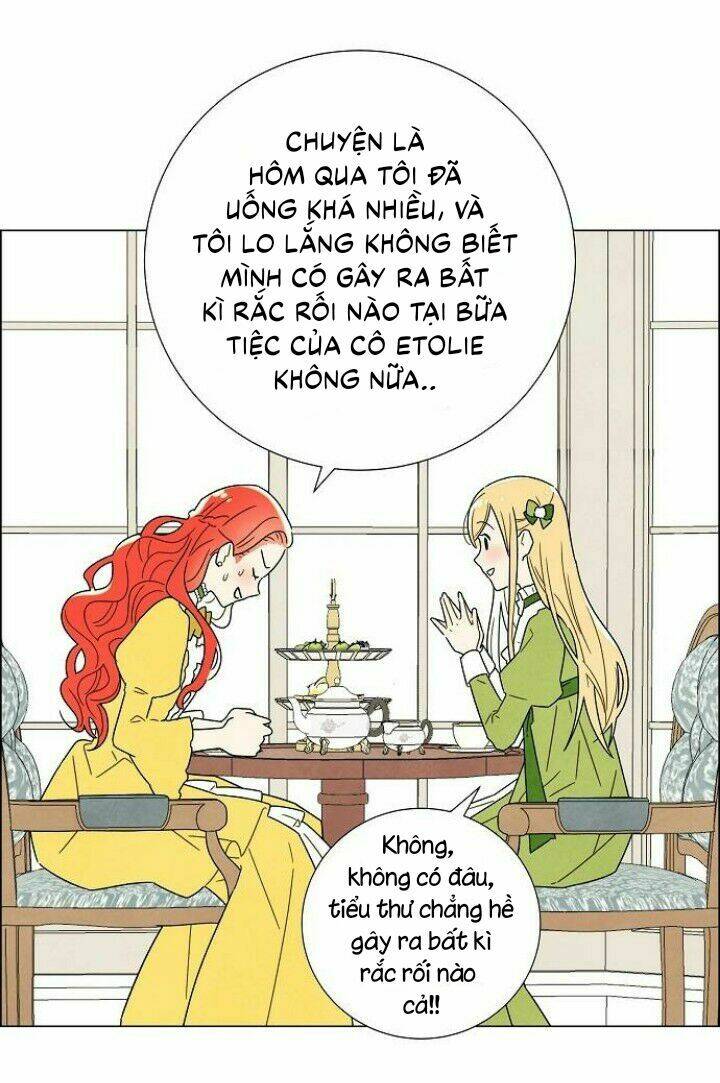 CHUYỆN LÀ
HÔM QUA TÔI ĐÃ
UỐNG KHÁ NHIỀU, VÀ
TÔI LO LẮNG KHÔNG BIẾT
MÌNH CÓ GÂY RA BẤT
KÌ RẮC RỐI NÀO TẠI BỮA
TIỆC CỦA CÔ ETOLIE
KHÔNG NỮA..
Không,
không có đâu,
tiểu thư chẳng hề
gây ra bất kì
rắc rối nào
cả!!